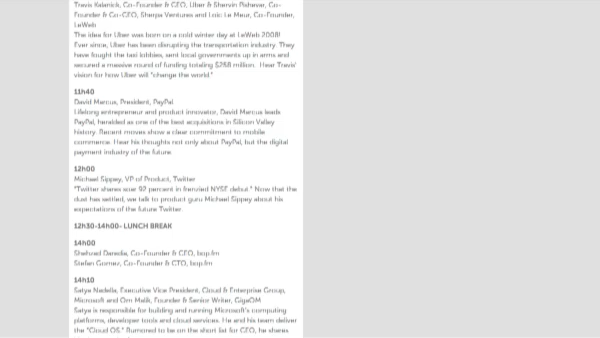 Travis Kalanick, Co-Founder & CEO, Uber & Shervin Pishevar, Co-
Founder & Co-CEO, Sherpa Ventures and Loic Le Meur, Co-Founder,
LeWeb
The idea for Uber was born on a cold winter day at LeWeb 2008!
Ever since, Uber has been disrupting the transportation industry. They
have fought the taxi lobbies, sent local governments up in arms and
secured a massive round of funding totaling $258 million. Hear Travis'
vision for how Uber will "change the world."
11h40
David Marcus, President, PayPal
Lifelong entrepreneur and product innovator, David Marcus leads
PayPal, heralded as one of the best acquisitions in Silicon Valley
history. Recent moves show a clear commitment to mobile
commerce. Hear his thoughts not only about PayPal, but the digital
payment industry of the future.
12h00
Michael Sippey, VP of Product, Twitter
"Twitter shares soar 92 percent in frenzied NYSE debut." Now that the
dust has settled, we talk to product guru Michael Sippey about his
expectations of the future Twitter.
12h30-14h00- LUNCH BREAK
14h00
Shahzad Co-Founder & CEO, bop.fm
Stefan Gomez, Co-Founder & CTO, bop.fm
14h10
Satya Nadella, Executive Vice President, Cloud & Enterprise Group,
Microsoft and Om Malik, Founder & Senior Writer, GigaOM
Satya is responsible for building and running Microsoft's computing
platforms, developer tools and cloud services. He and his team deliver
the "Cloud OS." Rumored to be on the short list for CEO, he shares